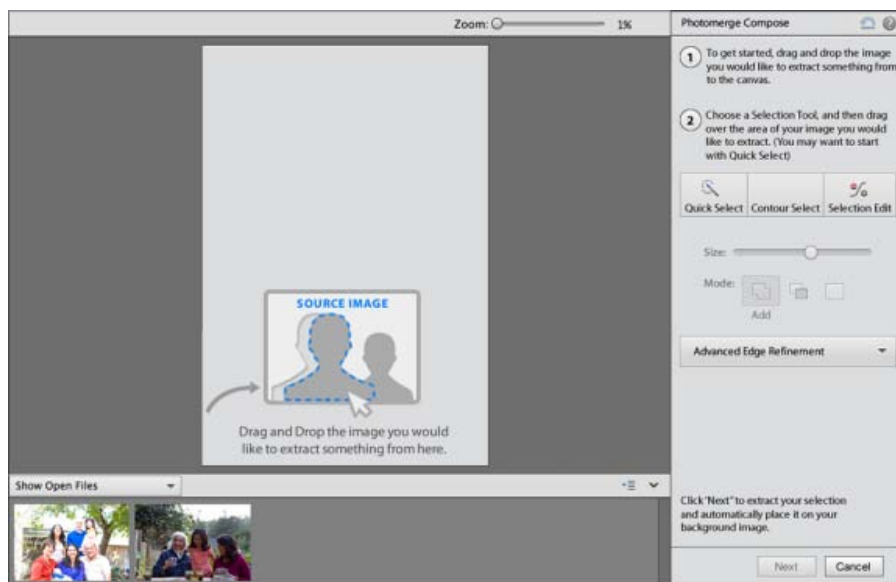 Zoom: 1%
Photomerge Compose
1 To get started, drag and drop the image
you would like to extract something from
to the canvas.
2 Choose a Selection Tool, and then drag
over the area of your image you would
like to extract. (You may want to start
with Quick Select)
Quick Select Contour Select Selection Edit
Size:
Mode:
Add
Advanced Edge Refinement
SOURCE IMAGE
Drag and Drop the image you would
like to extract something from here.
Show Open Files
Click "Next" to extract your selection
and automatically place it on your
background image.
Next Cancel